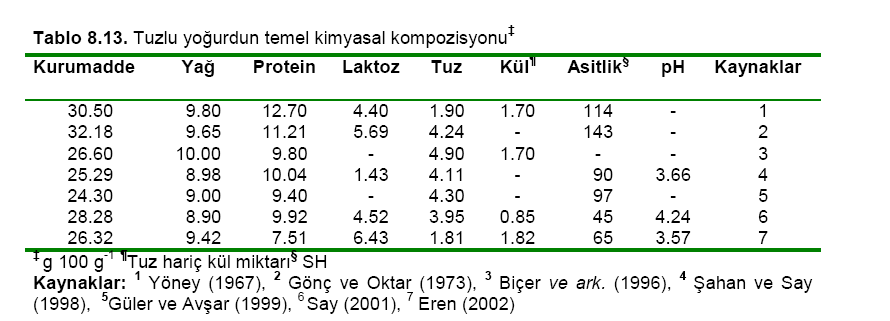 Tablo 8.13. Tuzlu yoğurdun temel kimyasal kompozisyonu‡
Kurumadde Yağ Protein Laktoz Tuz Kül¶ Asitlik§ pH Kaynaklar
30.50 9.80 12.70 4.40 1.90 1.70 114 - 1
32.18 9.65 11.21 5.69 4.24 - 143 - 2
26.60 10.00 9.80 - 4.90 1.70 - - 3
25.29 8.98 10.04 1.43 4.11 - 90 3.66 4
24.30 9.00 9.40 - 4.30 - 97 - 5
28.28 8.90 9.92 4.52 3.95 0.85 45 4.24 6
26.32 9.42 7.51 6.43 1.81 1.82 65 3.57 7
‡ g 100 g-1 ¶Tuz hariç kül miktarı§ SH
Kaynaklar: 1 Yöney (1967), 2 Gönç ve Oktar (1973), 3 Biçer ve ark. (1996), 4 Şahan ve Say
(1998), 5Güler ve Avşar (1999), 6 Say (2001), 7 Eren (2002)